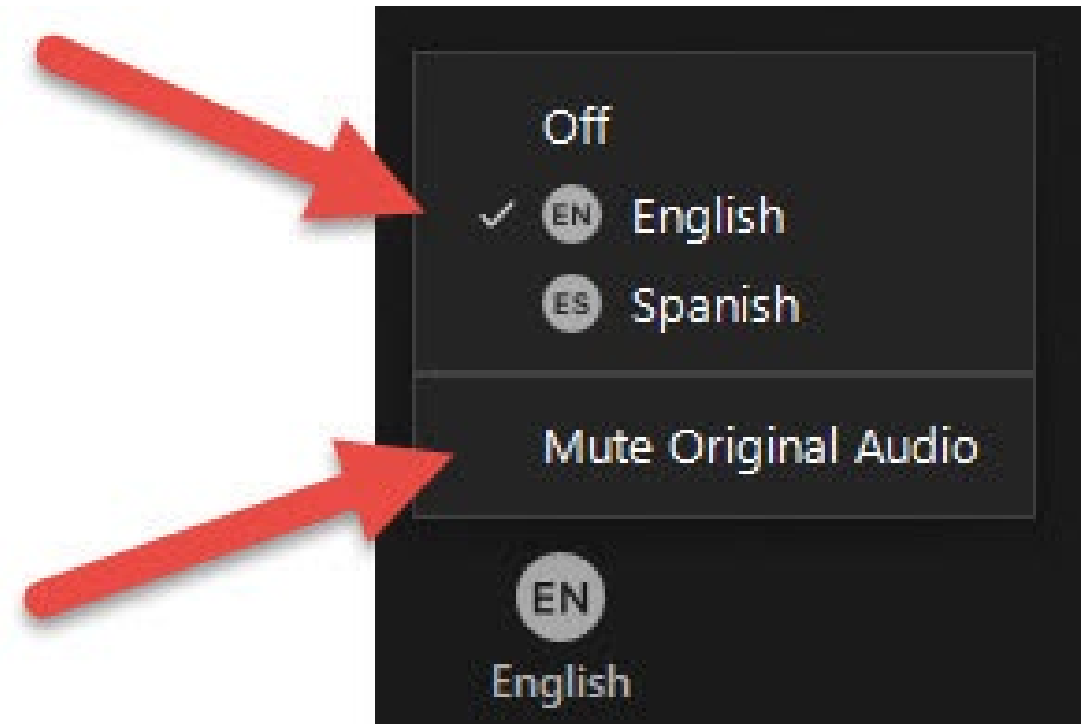 Off
EN English
ES Spanish
Mute Original Audio
EN
English